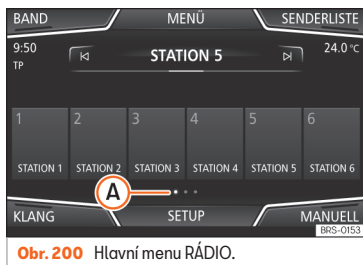 BAND MENÜ SENDERLISTE
9:50 STATION 5 24.0 °C
TP
1 2 3 4 5 6
STATION 1 STATION 2 STATION 3 STATION 4 STATION 5 STATION 6
A
KLANG SETUP MANUELL
BRS-0153
Obr. 200 Hlavní menu RÁDIO.